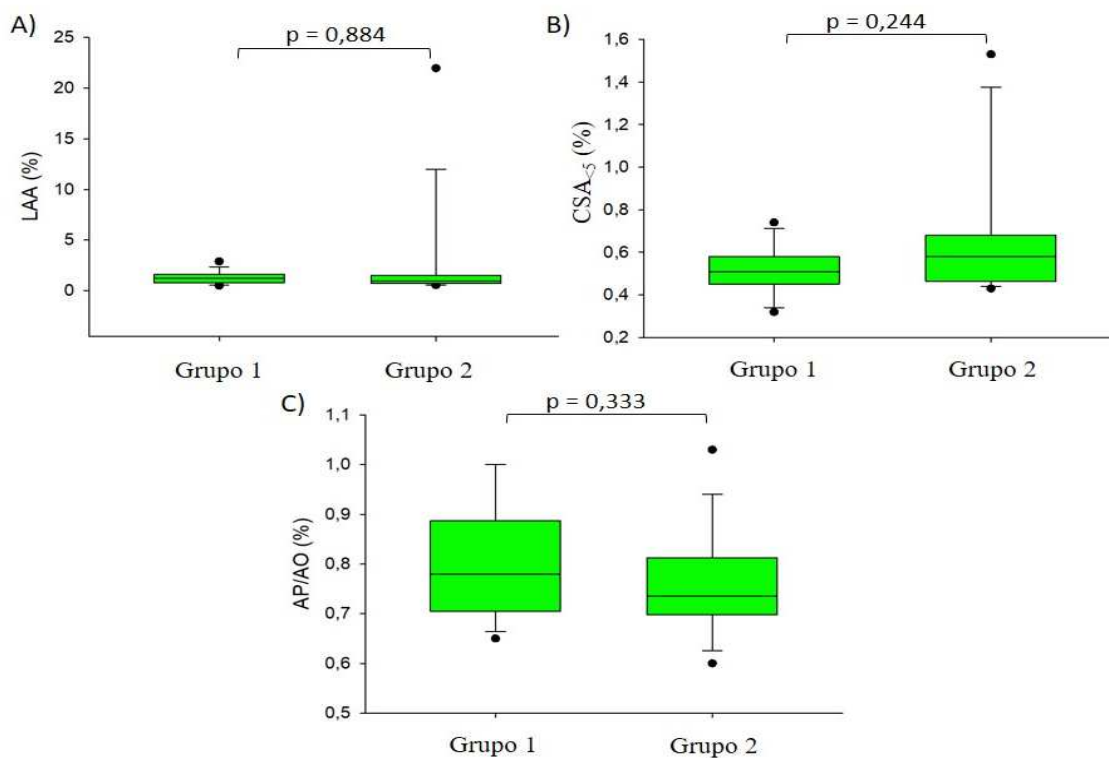 A)
p = 0,884
25
20
15
10
5
0
LAA (%)
Grupo 1 Grupo 2
B)
p = 0,244
1,6
1,4
1,2
1,0
0,8
0,6
0,4
0,2
CSA<5 (%)
Grupo 1 Grupo 2
C)
p = 0,333
1,1
1,0
0,9
0,8
0,7
0,6
0,5
AP/AO (%)
Grupo 1 Grupo 2